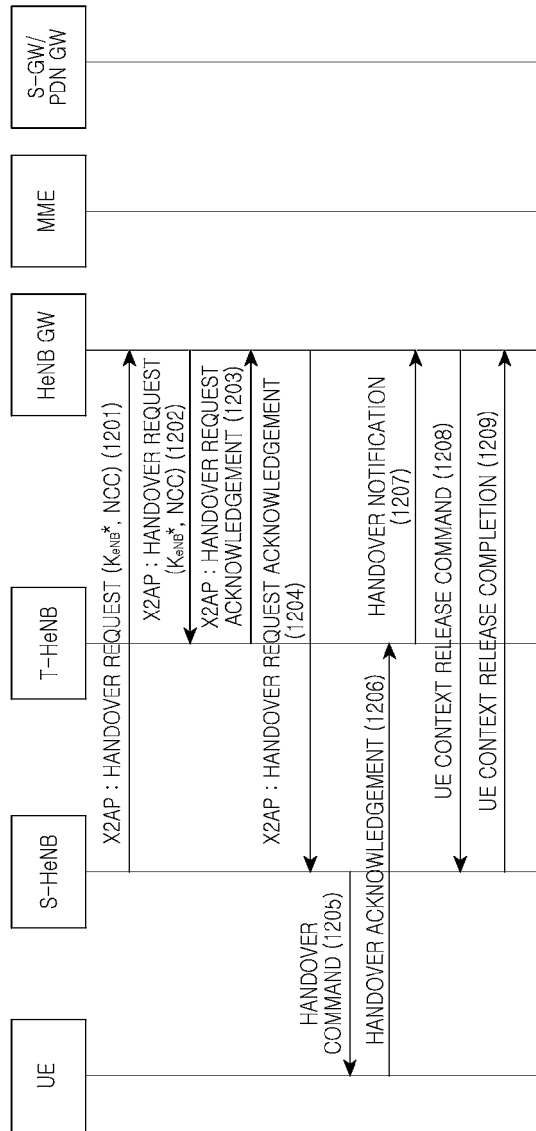 UE
S-HeNB
T-HeNB
HeNB GW
MME
S-GW/
PDN GW
X2AP : HANDOVER REQUEST (KeNB*, NCC) (1201)
X2AP : HANDOVER REQUEST
(KeNB*, NCC) (1202)
X2AP : HANDOVER REQUEST
ACKNOWLEDGEMENT (1203)
X2AP : HANDOVER REQUEST ACKNOWLEDGEMENT
(1204)
HANDOVER
COMMAND (1205)
HANDOVER ACKNOWLEDGEMENT (1206)
HANDOVER NOTIFICATION
(1207)
UE CONTEXT RELEASE COMMAND (1208)
UE CONTEXT RELEASE COMPLETION (1209)